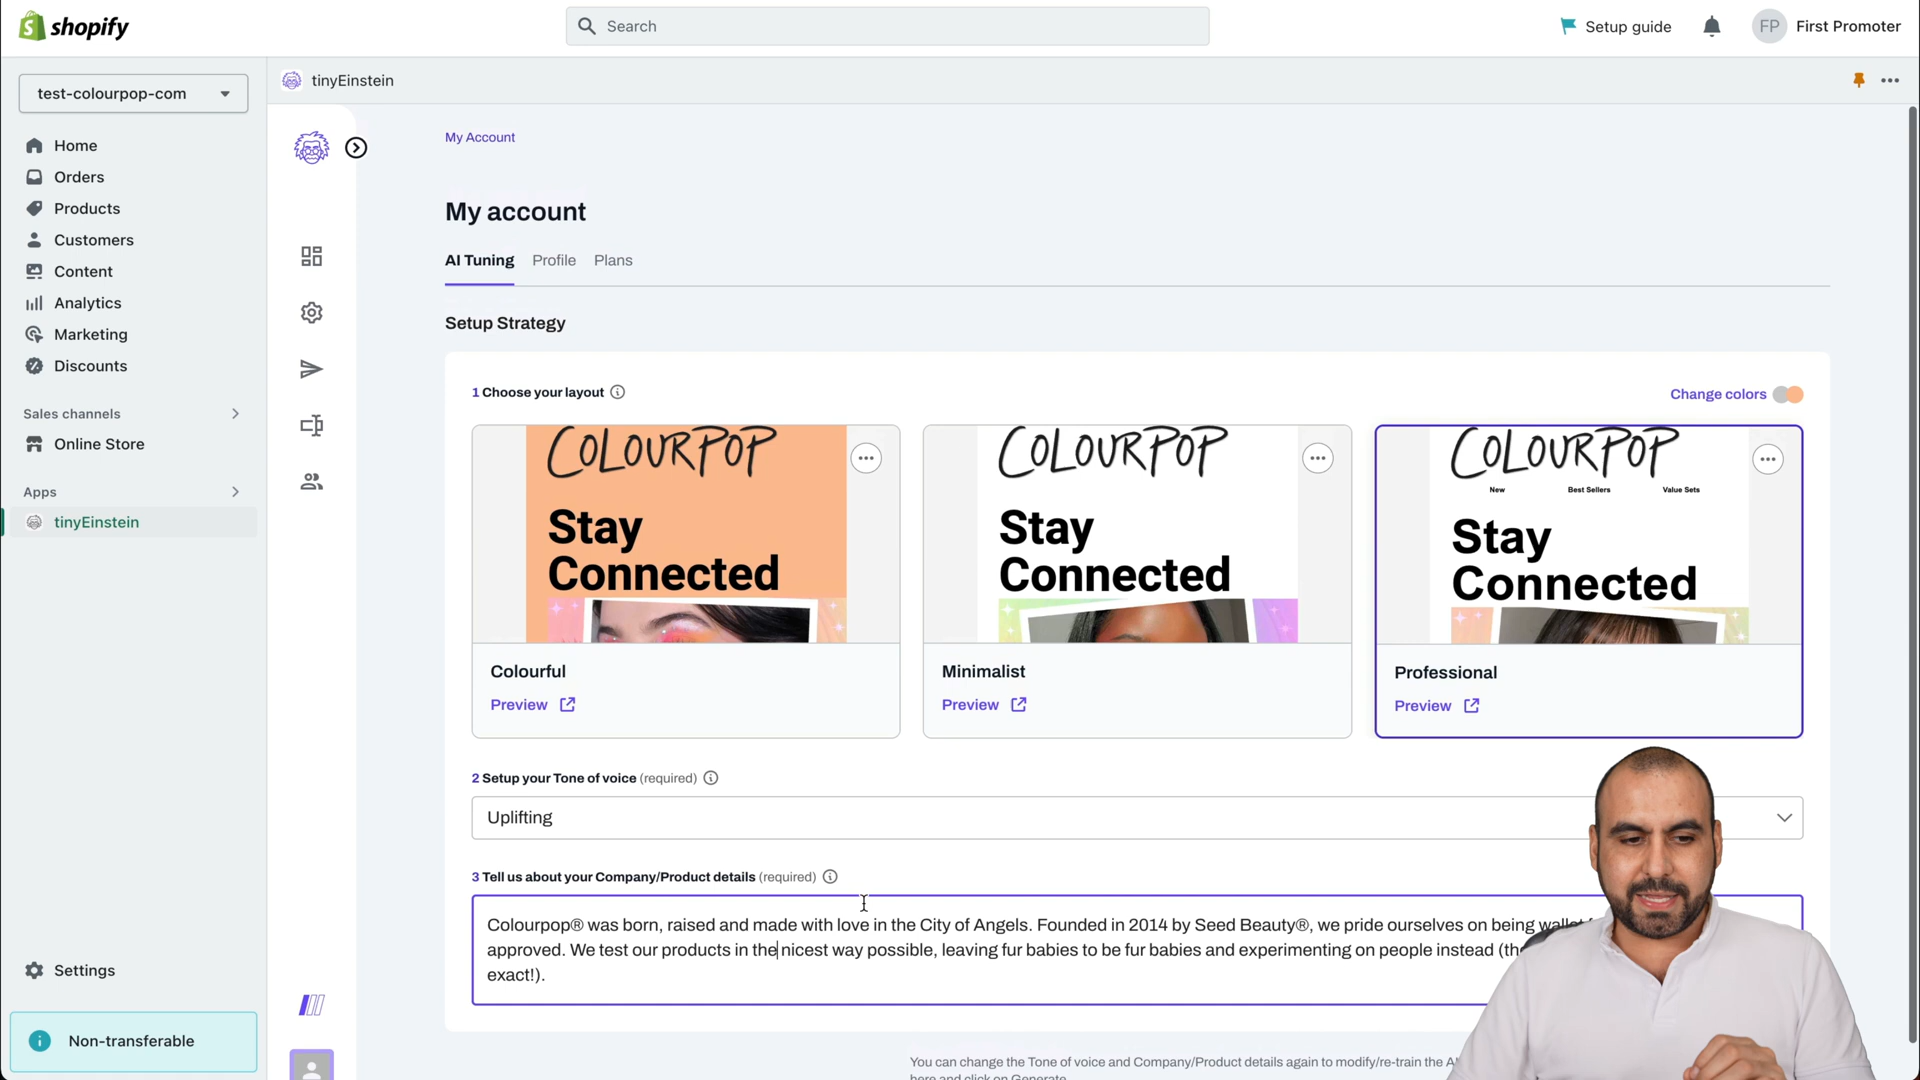 shopify
Search
Setup guide
FP
First Promoter
test-colourpop-com
tinyEinstein
Home
Orders
Products
Customers
Content
Analytics
Marketing
Discounts
Sales channels
Online Store
Apps
tinyEinstein
Settings
Non-transferable
My Account
My account
AI Tuning
Profile
Plans
Setup Strategy
1 Choose your layout
Change colors
COLOURPOP
Stay
Connected
Colourful
Preview
COLOURPOP
Stay
Connected
Minimalist
Preview
COLOURPOP
New
Best Sellers
Value Sets
Stay
Connected
Professional
Preview
2 Setup your Tone of voice (required)
Uplifting
3 Tell us about your Company/Product details (required)
Colourpop® was born, raised and made with love in the City of Angels. Founded in 2014 by Seed Beauty®, we pride ourselves on being
approved. We test our products in the nicest way possible, leaving fur babies to be fur babies and experimenting on people instead
exact!).
You can change the Tone of voice and Company/Product details again to modify/re-train the
here and click on Generate